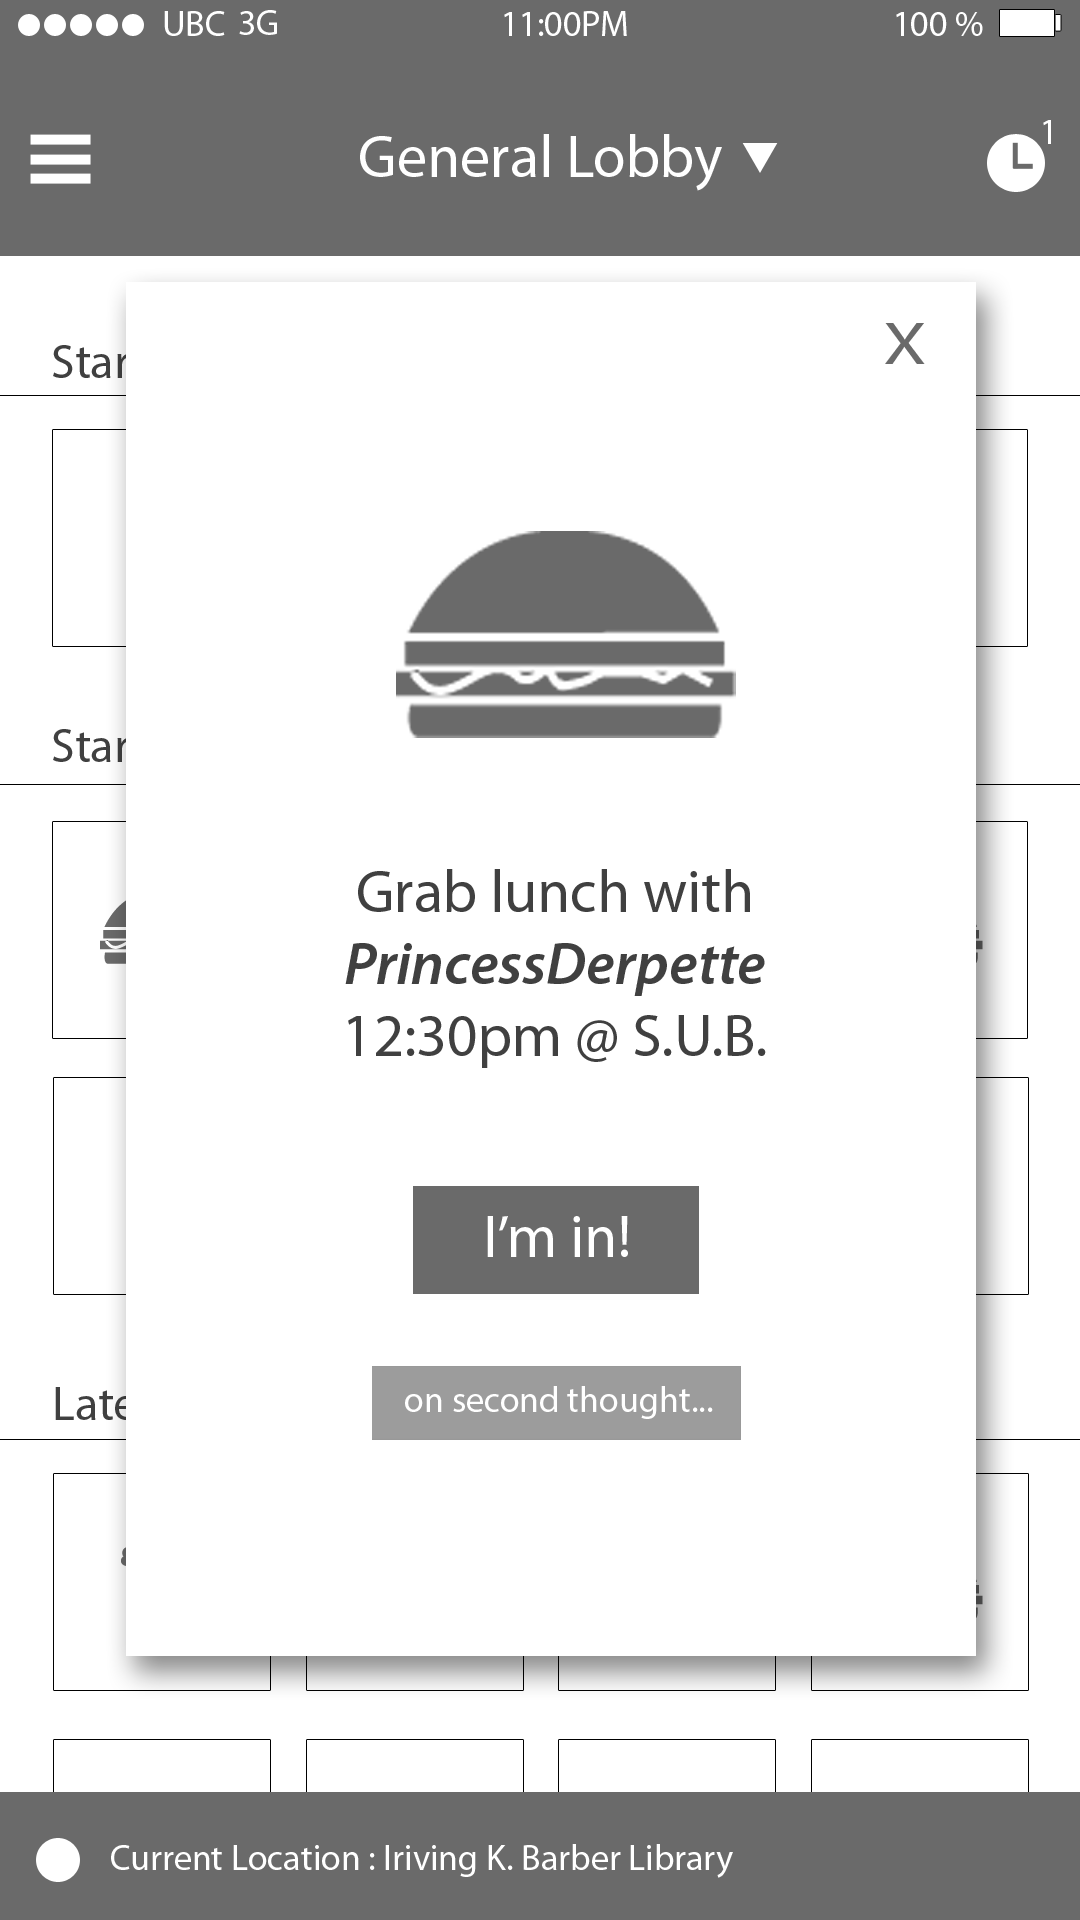 UBC 3G 11:00PM 100 %
General Lobby
1
X
Star
Star
Grab lunch with
PrincessDerpette
12:30pm @ S.U.B.
I'm in!
on second thought...
Late
Current Location : Iriving K. Barber Library